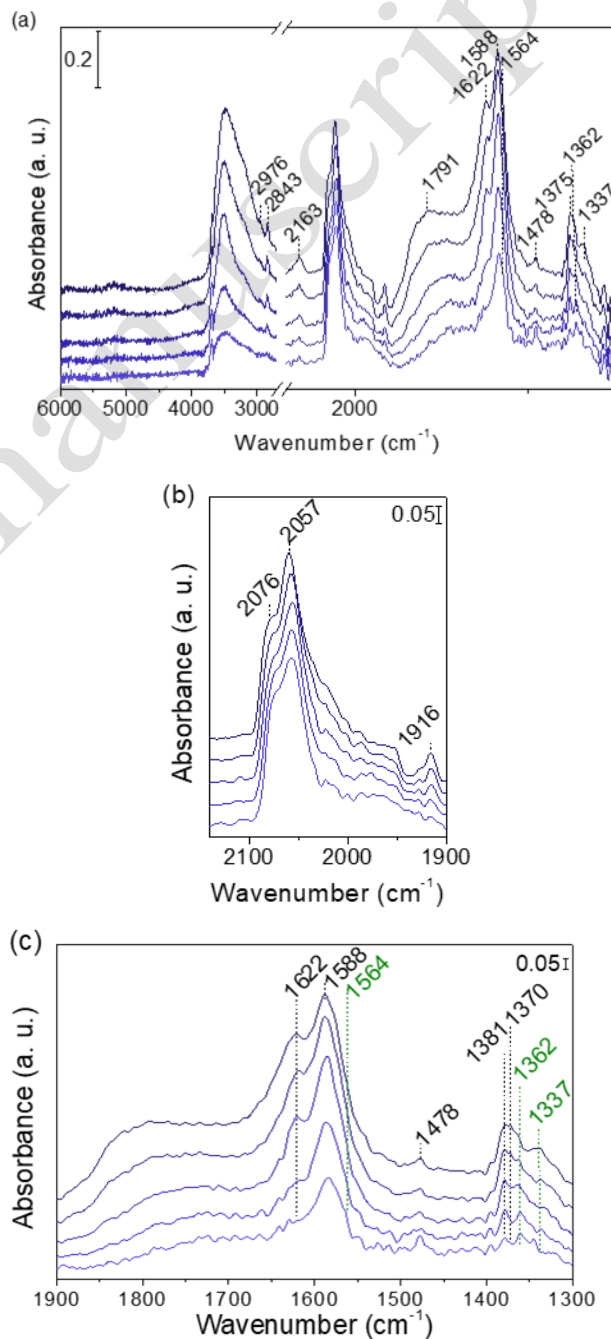 (a)
0.2
2976
2843
2163
1791
1622
1588
1564
1478
1375
1362
1337
Absorbance (a. u.)
6000 5000 4000 3000 2000
Wavenumber (cm⁻¹)
(b)
0.05
2076
2057
1916
Absorbance (a. u.)
2100 2000 1900
Wavenumber (cm⁻¹)
(c)
0.05
1622
1588
1564
1478
1381
1370
1362
1337
Absorbance (a. u.)
1900 1800 1700 1600 1500 1400 1300
Wavenumber (cm⁻¹)
anuscrip